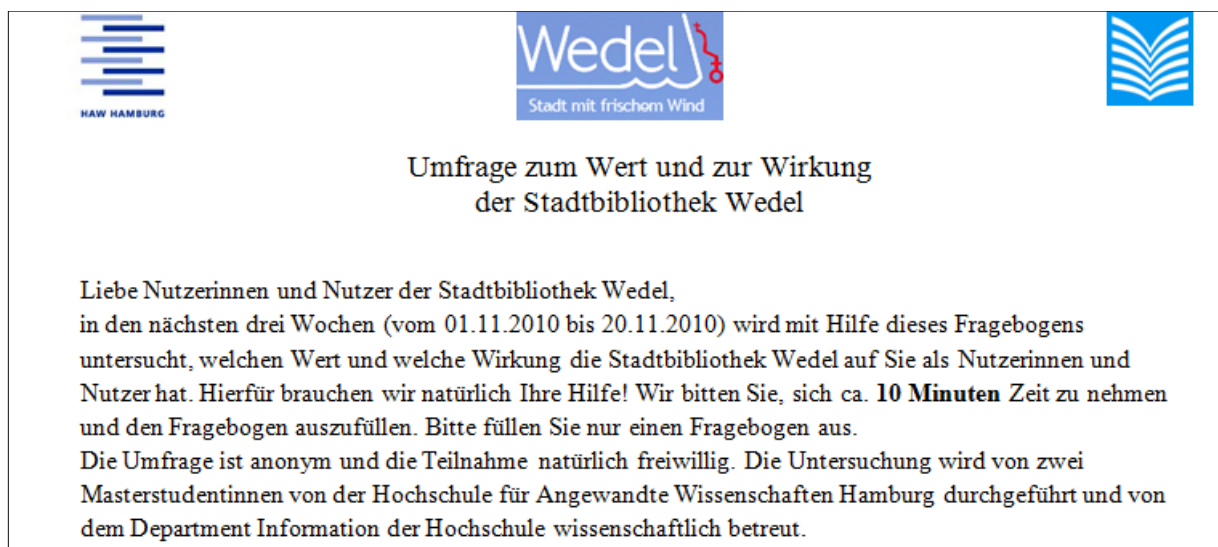 HAW HAMBURG
Wedel
Stadt mit frischem Wind
Umfrage zum Wert und zur Wirkung
der Stadtbibliothek Wedel
Liebe Nutzerinnen und Nutzer der Stadtbibliothek Wedel,
in den nächsten drei Wochen (vom 01.11.2010 bis 20.11.2010) wird mit Hilfe dieses Fragebogens
untersucht, welchen Wert und welche Wirkung die Stadtbibliothek Wedel auf Sie als Nutzerinnen und
Nutzer hat. Hierfür brauchen wir natürlich Ihre Hilfe! Wir bitten Sie, sich ca. 10 Minuten Zeit zu nehmen
und den Fragebogen auszufüllen. Bitte füllen Sie nur einen Fragebogen aus.
Die Umfrage ist anonym und die Teilnahme natürlich freiwillig. Die Untersuchung wird von zwei
Masterstudentinnen von der Hochschule für Angewandte Wissenschaften Hamburg durchgeführt und von
dem Department Information der Hochschule wissenschaftlich betreut.